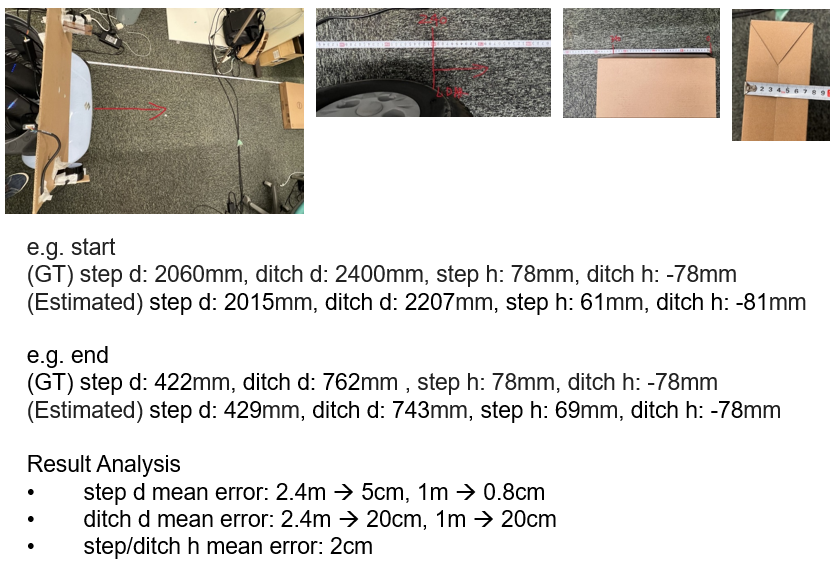 e.g. start
(GT) step d: 2060mm, ditch d: 2400mm, step h: 78mm, ditch h: -78mm
(Estimated) step d: 2015mm, ditch d: 2207mm, step h: 61mm, ditch h: -81mm
e.g. end
(GT) step d: 422mm, ditch d: 762mm , step h: 78mm, ditch h: -78mm
(Estimated) step d: 429mm, ditch d: 743mm, step h: 69mm, ditch h: -78mm
Result Analysis
• step d mean error: 2.4m → 5cm, 1m → 0.8cm
• ditch d mean error: 2.4m → 20cm, 1m → 20cm
• step/ditch h mean error: 2cm